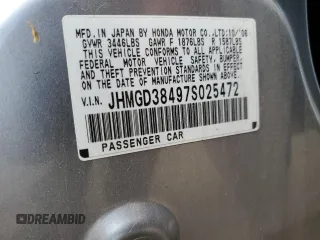 MFD. IN JAPAN BY HONDA MOTOR CO.,LTD.10/06
GVWR 3446LBS GAWR F 1876LBS R 1587LBS
THIS VEHICLE CONFORMS TO ALL APPLICABLE
FEDERAL MOTOR VEHICLE SAFETY, BUMPER,
AND THEFT PREVENTION STANDARDS IN
EFFECT ON THE DATE OF MANUFACTURE
SHOWN ABOVE.
V.I.N. JHMGD38497S025472
PASSENGER CAR
DREAMBID